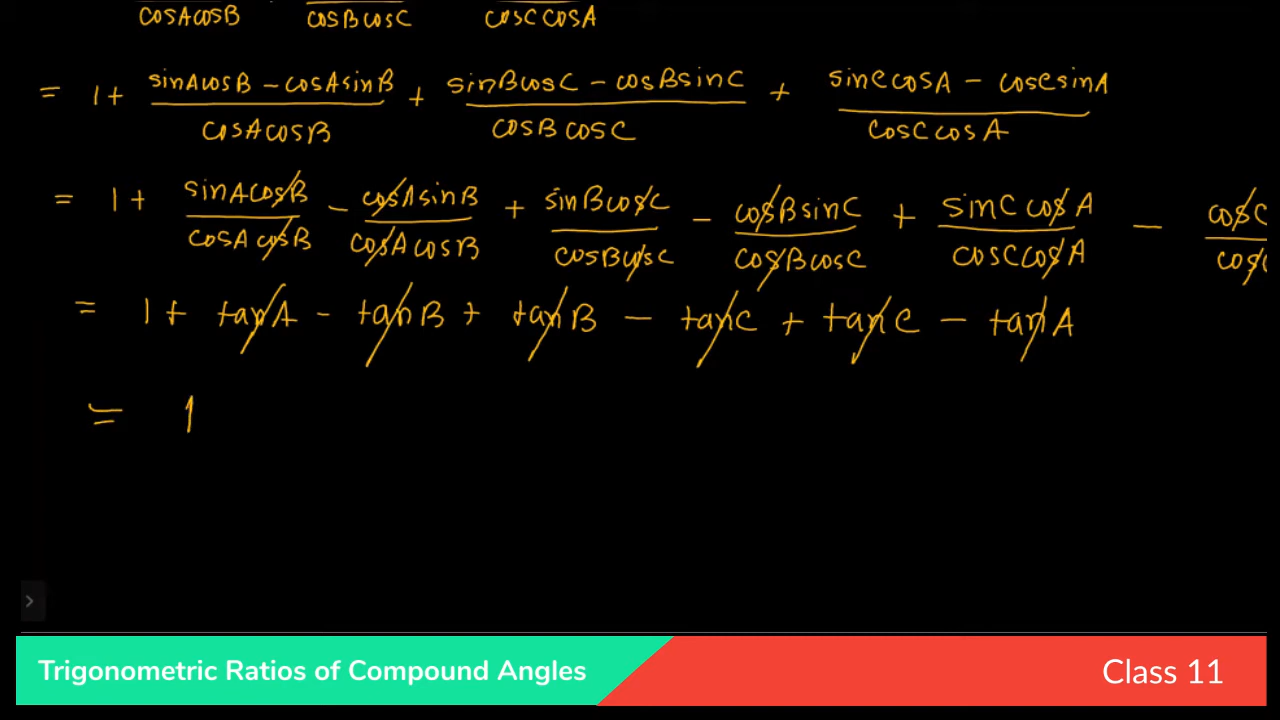 cosAcosB cosBcosC cosCcosA
= 1 + (sinAcosB - cosAsinB)/(cosAcosB) + (sinBcosC - cosBsinC)/(cosBcosC) + (sinCcosA - cosCsinA)/(cosCcosA)
= 1 + (sinAcosB)/(cosAcosB) - (cosAsinB)/(cosAcosB) + (sinBcosC)/(cosBcosC) - (cosBsinC)/(cosBcosC) + (sinCcosA)/(cosCcosA) - (cosC)/(cos
= 1 + tanA - tanB + tanB - tanC + tanC - tanA
= 1
Trigonometric Ratios of Compound Angles
Class 11